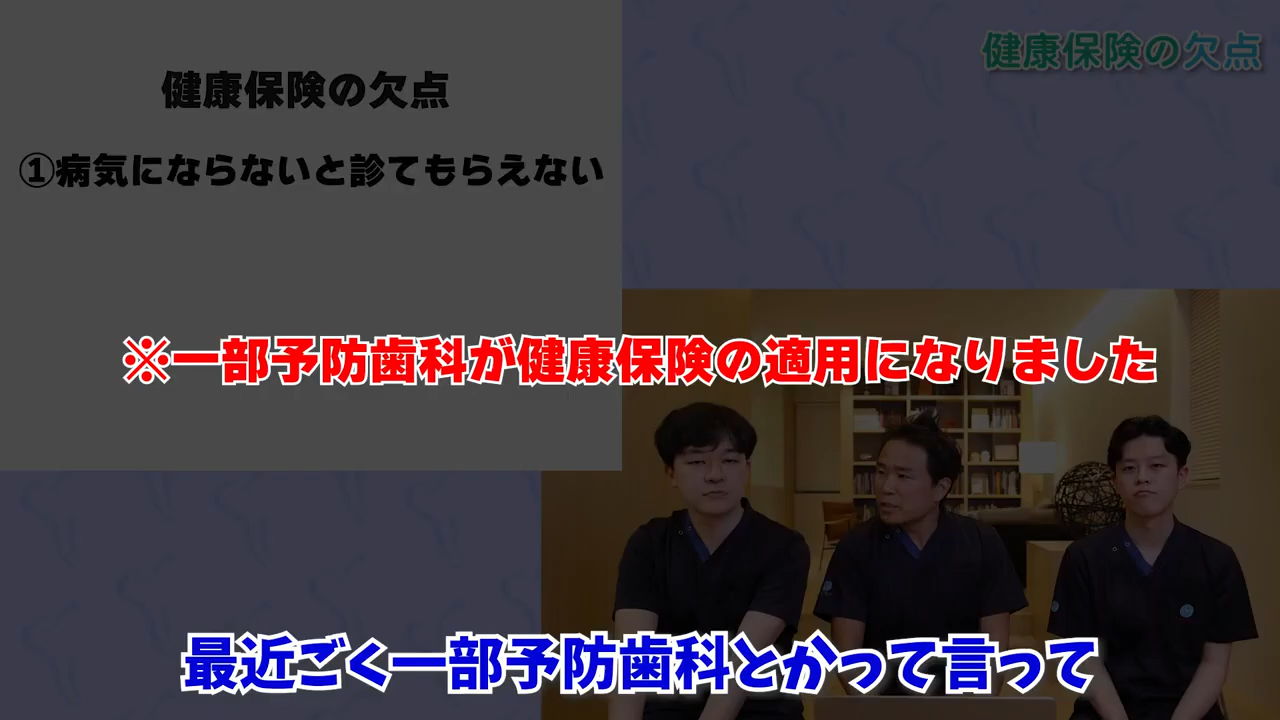 健康保険の欠点
健康保険の欠点
①病気にならないと診てもらえない
※一部予防歯科が健康保険の適用になりました
最近ごく一部予防歯科とかって言って